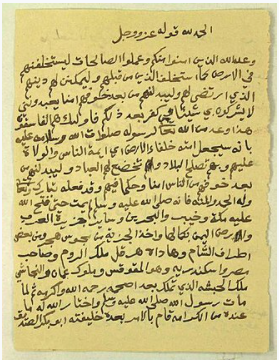 الحمد لله قوله عز وجل
وعد الله الذين امنوا منكم وعملوا الصالحات ليستخلفنهم
في الارض كما استخلف الذين من قبلهم وليمكنن لهم دينهم
الذي ارتضى لهم وليبدلنهم من بعد خوفهم امنا يعبدونني
لا يشركون بي شيئا ومن كفر بعد ذلك فاولئك هم الفاسقون
هذا وعد من الله تعالى لرسوله صلوات الله وسلامه عليه
بانه سيجعل امته خلفاء الارض اي ايمة الناس والولاة
عليهم وبهم تصلح البلاد وتخضع لهم العباد وليبدلنهم من
بعد خوفهم من الناس امنا وحكما فيهم وقد فعله تبارك وتعالى
وله الحمد والمنة فانه صلى الله عليه وسلم لم يمت حتى فتح الله
عليه مكة وخيبر والبحرين وساير جزيرة العرب
وارض اليمن بكمالها واخذ الجزية من مجوس هجر ومن بعض
اطراف الشام وهاداه هرقل ملك الروم وصاحب
مصر واسكندرية وهو المقوقس وملوك عمان والنجاشي
ملك الحبشة الذي تملك بعد اصحمة رحمه الله واكرمه ثم لما
مات رسول الله صلى الله عليه وسلم واختار الله له ما
عنده من الكرامة قام بالامر بعده خليفته ابو بكر الصديق